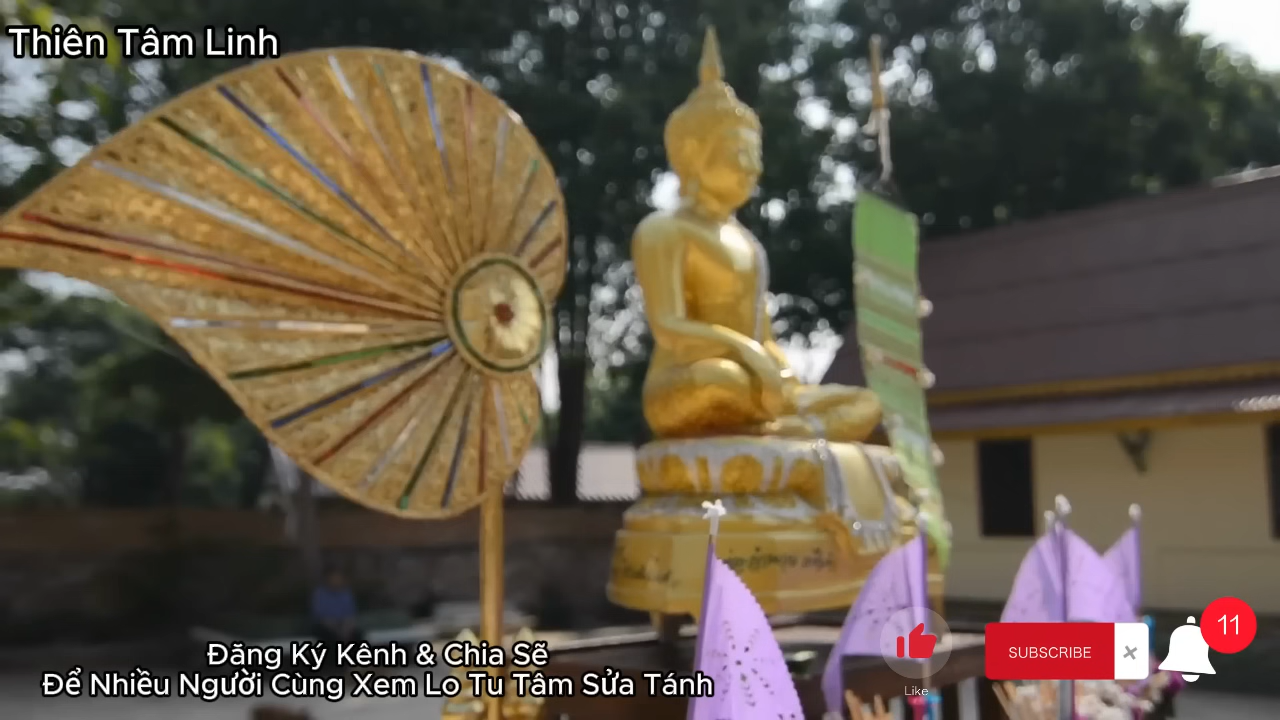 Thiên Tâm Linh
Đăng Ký Kênh & Chia Sẽ
Để Nhiều Người Cùng Xem Lo Tu Tâm Sửa Tánh
Like
SUBSCRIBE
11